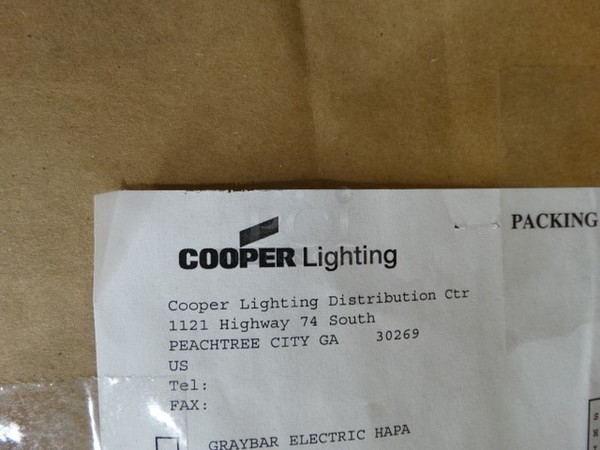 PACKING
COOPER Lighting
Cooper Lighting Distribution Ctr
1121 Highway 74 South
PEACHTREE CITY GA 30269
US
Tel:
FAX:
GRAYBAR ELECTRIC HAPA